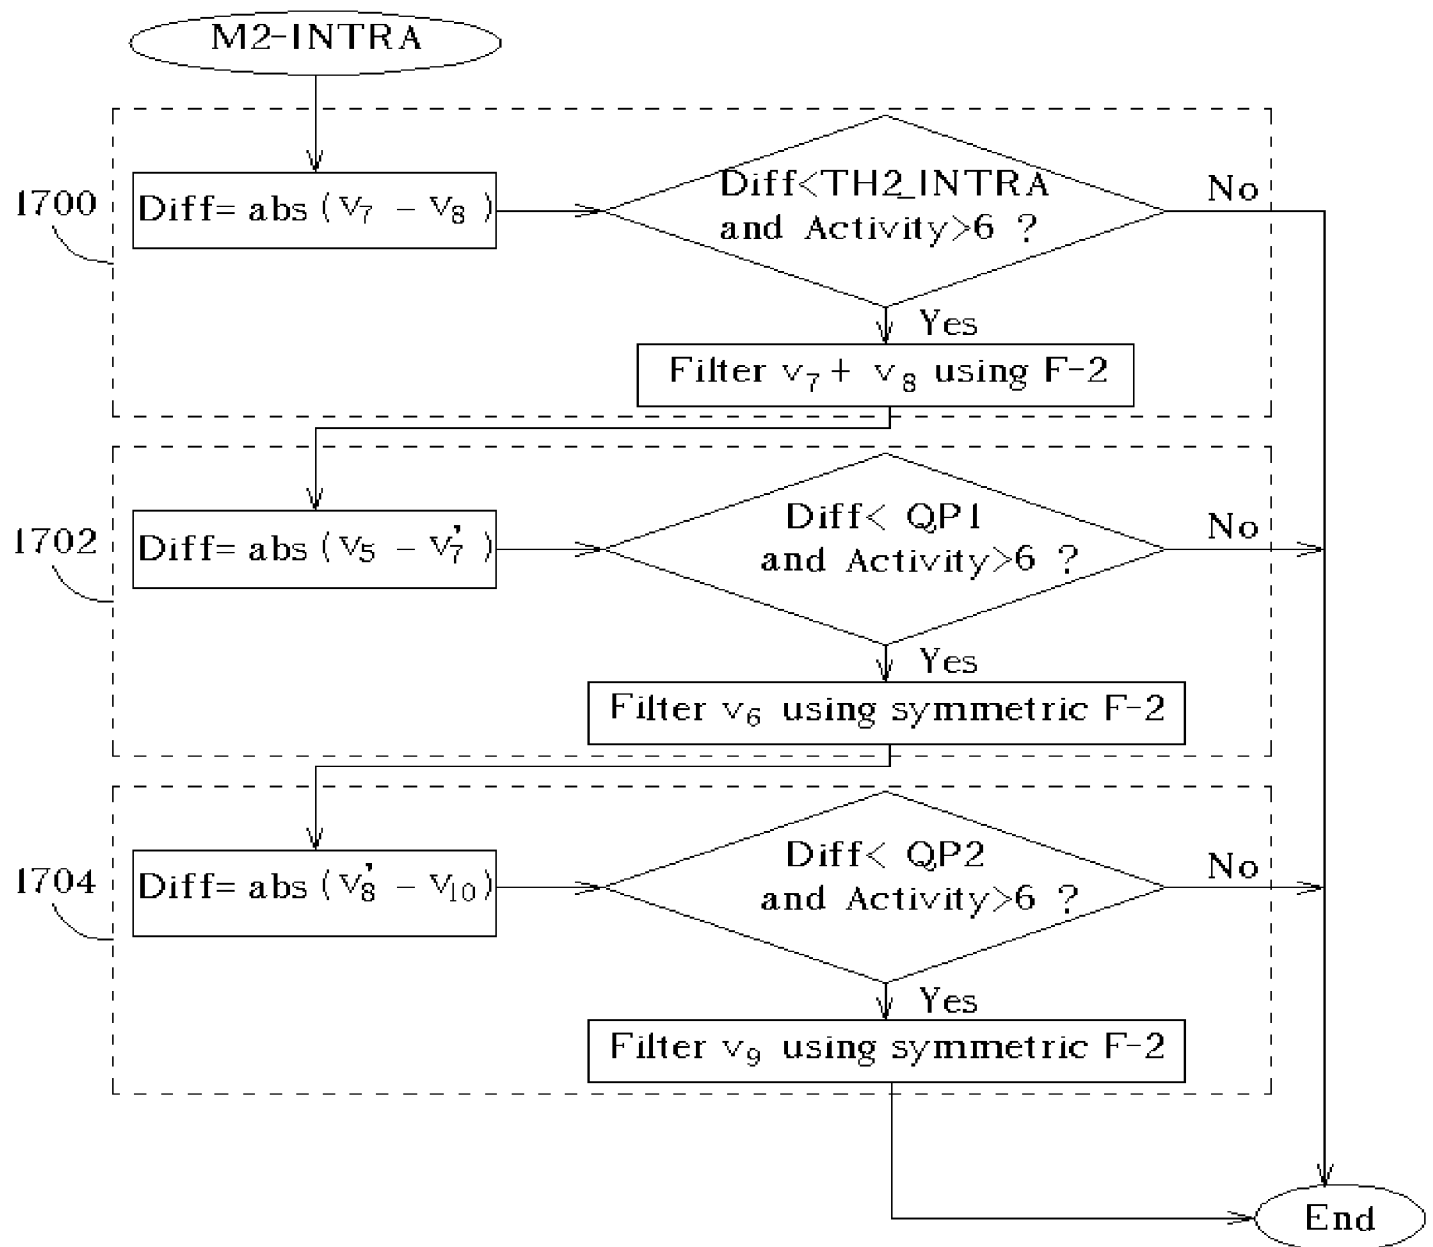 M2-INTRA
1700
Diff= abs (v₇ - v₈)
Diff<TH2_INTRA
and Activity>6 ?
No
Yes
Filter v₇ + v₈ using F-2
1702
Diff= abs (v₅ - v₇')
Diff< QP1
and Activity>6 ?
No
Yes
Filter v₆ using symmetric F-2
1704
Diff= abs (v₈' - v₁₀)
Diff< QP2
and Activity>6 ?
No
Yes
Filter v₉ using symmetric F-2
End